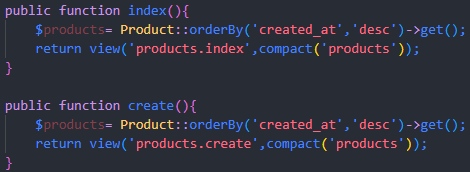 public function index(){
$products= Product::orderBy('created_at','desc')->get();
return view('products.index',compact('products'));
}
public function create(){
$products= Product::orderBy('created_at','desc')->get();
return view('products.create',compact('products'));
}